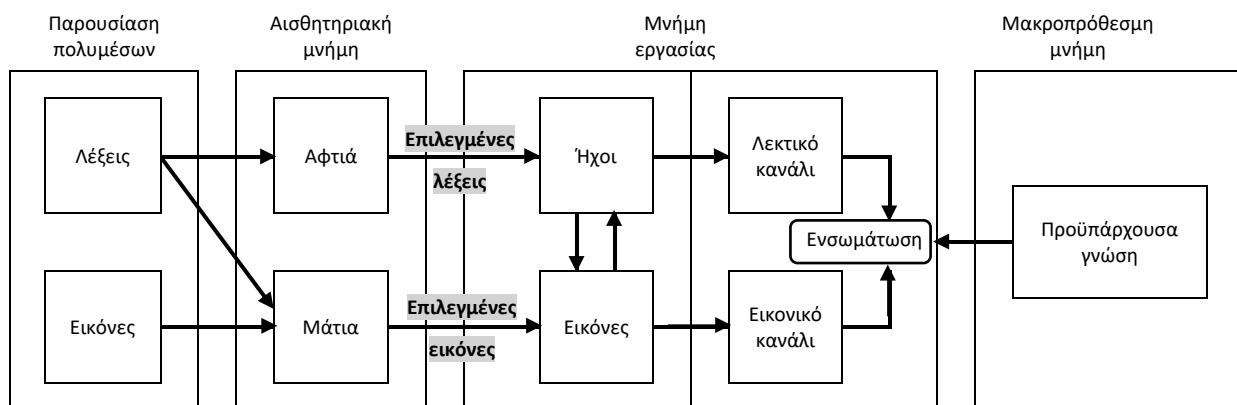 Παρουσίαση
πολυμέσων
Αισθητηριακή
μνήμη
Μνήμη
εργασίας
Μακροπρόθεσμη
μνήμη
Λέξεις
Αφτιά
Επιλεγμένες
λέξεις
Ήχοι
Λεκτικό
κανάλι
Ενσωμάτωση
Προϋπάρχουσα
γνώση
Εικόνες
Μάτια
Επιλεγμένες
εικόνες
Εικόνες
Εικονικό
κανάλι